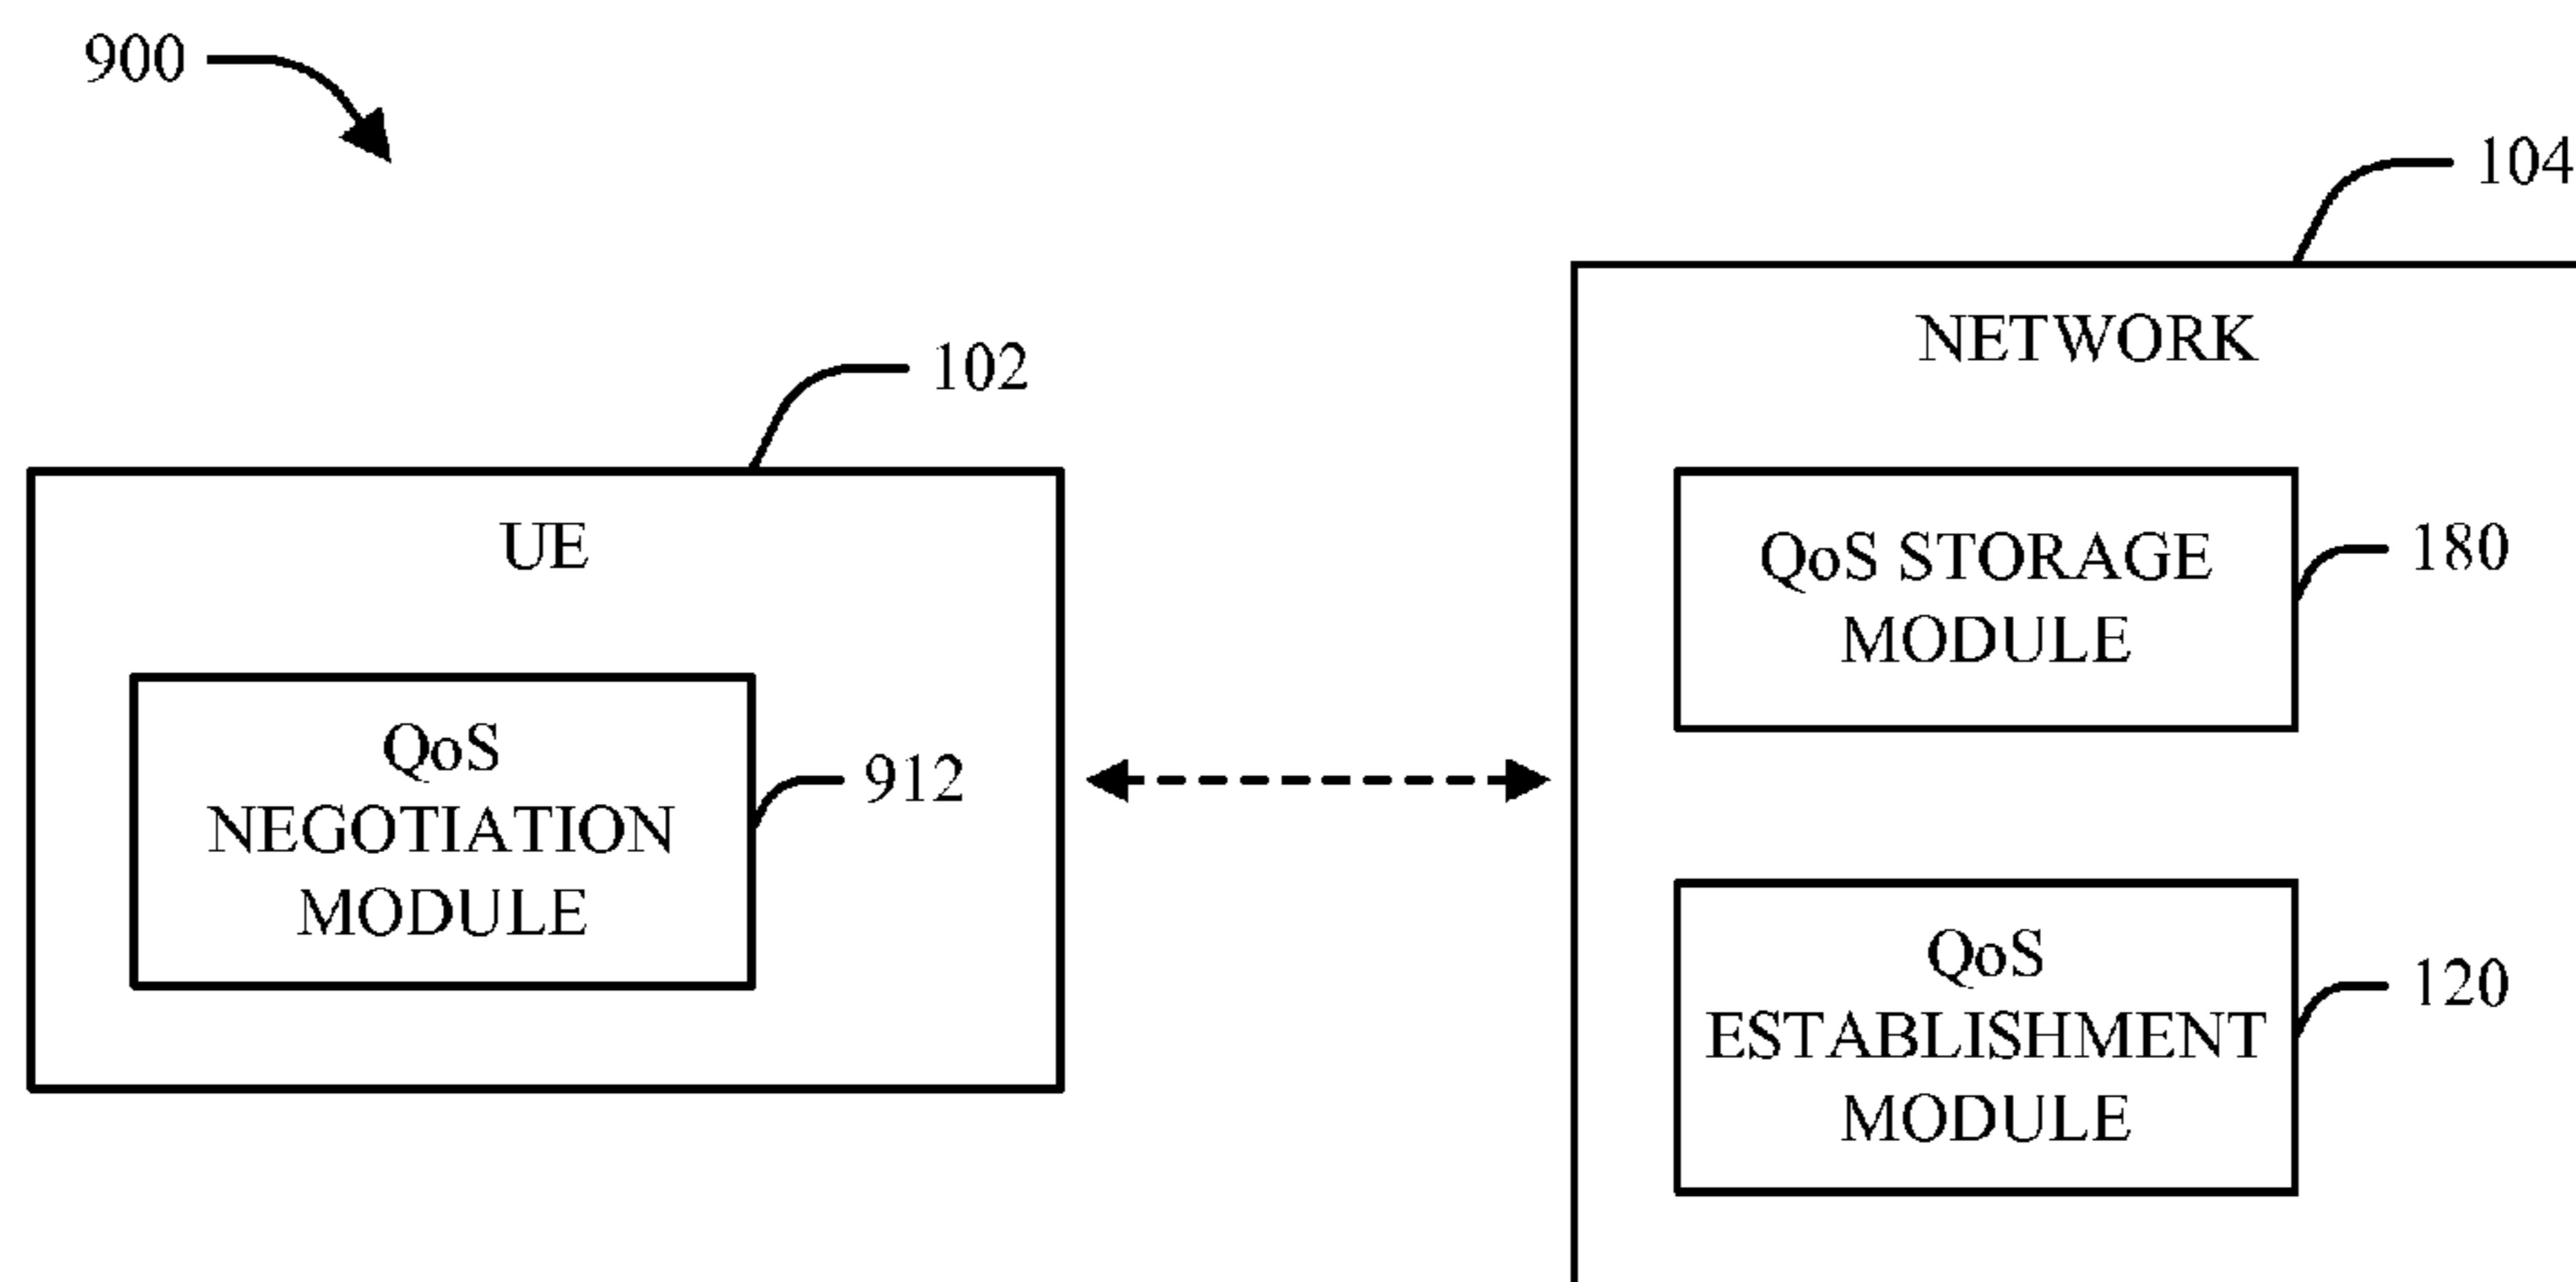 900
104
NETWORK
102
UE
QoS STORAGE
MODULE
180
QoS
NEGOTIATION
MODULE
912
QoS
ESTABLISHMENT
MODULE
120